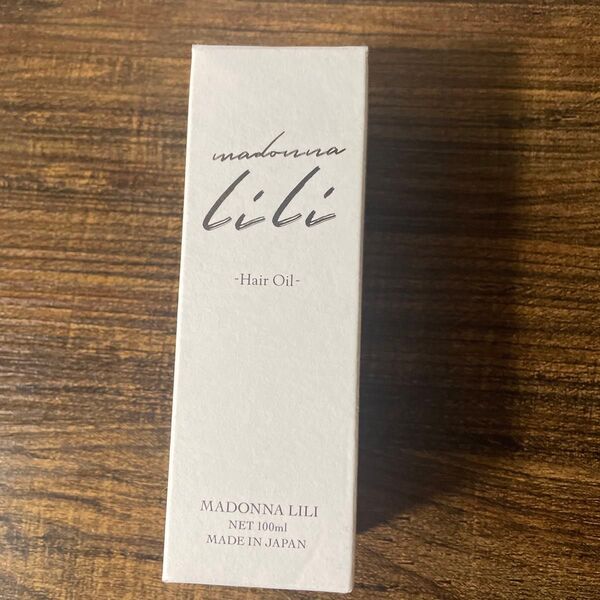 madonna
lili
-Hair Oil-
MADONNA LILI
NET 100ml
MADE IN JAPAN